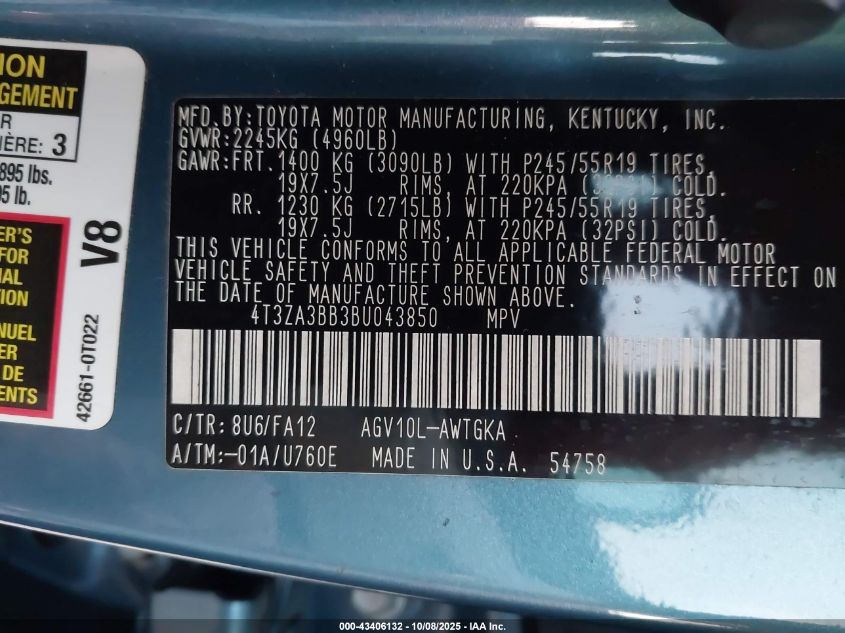 ION
GEMENT
R
IÈRE: 3
895 lbs.
5 lb.
ER'S
FOR
NAL
TION
NUEL
ER
DE
ENTS
V8
42661-0T022
MFD.BY:TOYOTA MOTOR MANUFACTURING, KENTUCKY, INC.
GVWR:2245KG (4960LB)
GAWR:FRT.1400 KG (3090LB) WITH P245/55R19 TIRES,
19X7.5J RIMS, AT 220KPA (32PSI) COLD.
RR. 1230 KG (2715LB) WITH P245/55R19 TIRES,
19X7.5J RIMS, AT 220KPA (32PSI) COLD.
THIS VEHICLE CONFORMS TO ALL APPLICABLE FEDERAL MOTOR
VEHICLE SAFETY AND THEFT PREVENTION STANDARDS IN EFFECT ON
THE DATE OF MANUFACTURE SHOWN ABOVE.
4T3ZA3BB3BU043850 MPV
C/TR: 8U6/FA12 AGV10L-AWTGKA
A/TM:-01A/U760E MADE IN U.S.A. 54758
000-43406132 - 10/08/2025 - IAA Inc.